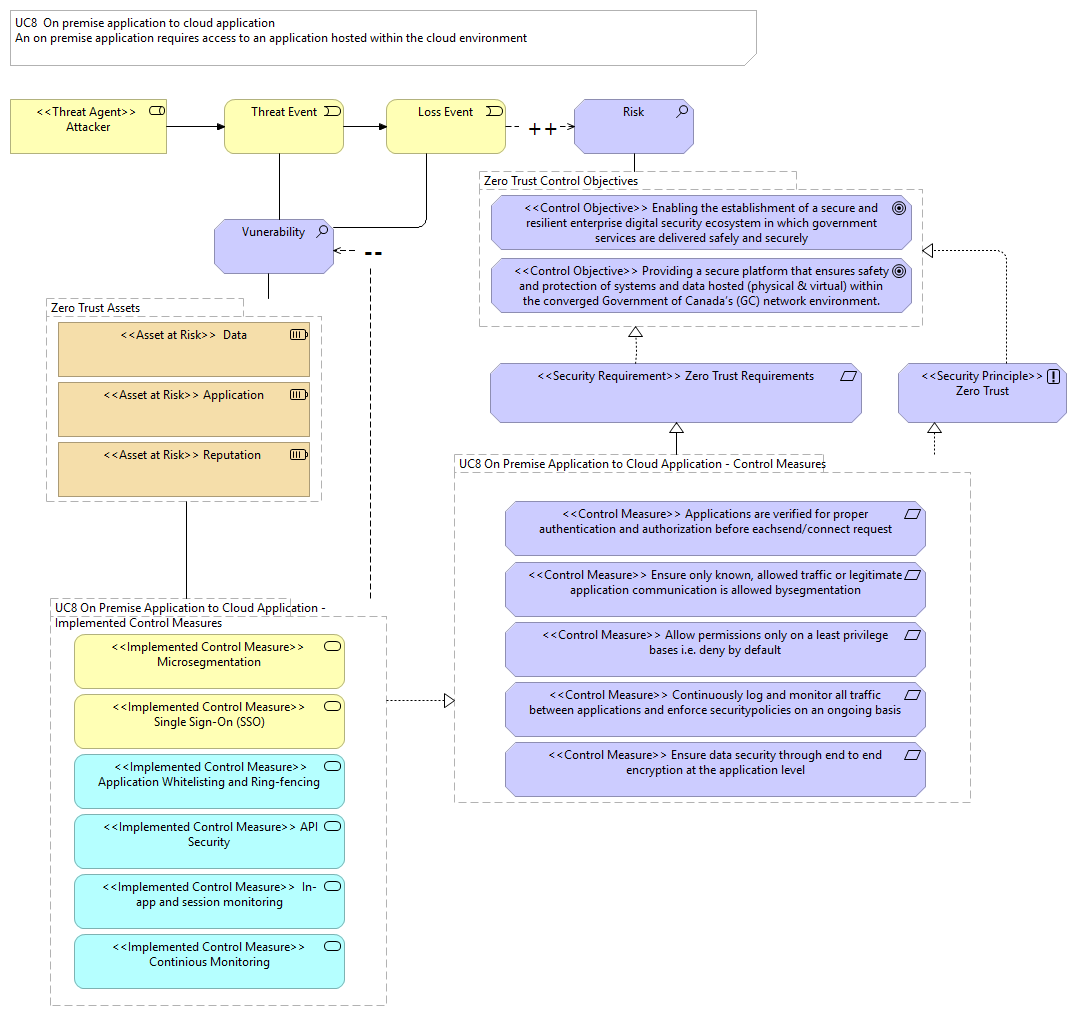 UC8  On premise application to cloud application
An on premise application requires access to an application hosted within the cloud environment
<<Threat Agent>>
Attacker
Threat Event
Loss Event
++
Risk
Zero Trust Control Objectives
<<Control Objective>> Enabling the establishment of a secure and
resilient enterprise digital security ecosystem in which government
services are delivered safely and securely
<<Control Objective>> Providing a secure platform that ensures safety
and protection of systems and data hosted (physical & virtual) within
the converged Government of Canada's (GC) network environment.
Vunerability
--
Zero Trust Assets
<<Asset at Risk>>  Data
<<Asset at Risk>> Application
<<Asset at Risk>> Reputation
<<Security Requirement>> Zero Trust Requirements
<<Security Principle>>
Zero Trust
UC8 On Premise Application to Cloud Application - Control Measures
<<Control Measure>> Applications are verified for proper
authentication and authorization before eachsend/connect request
<<Control Measure>> Ensure only known, allowed traffic or legitimate
application communication is allowed bysegmentation
<<Control Measure>> Allow permissions only on a least privilege
bases i.e. deny by default
<<Control Measure>> Continuously log and monitor all traffic
between applications and enforce securitypolicies on an ongoing basis
<<Control Measure>> Ensure data security through end to end
encryption at the application level
UC8 On Premise Application to Cloud Application -
Implemented Control Measures
<<Implemented Control Measure>>
Microsegmentation
<<Implemented Control Measure>>
Single Sign-On (SSO)
<<Implemented Control Measure>>
Application Whitelisting and Ring-fencing
<<Implemented Control Measure>> API
Security
<<Implemented Control Measure>>  In-
app and session monitoring
<<Implemented Control Measure>>
Continious Monitoring